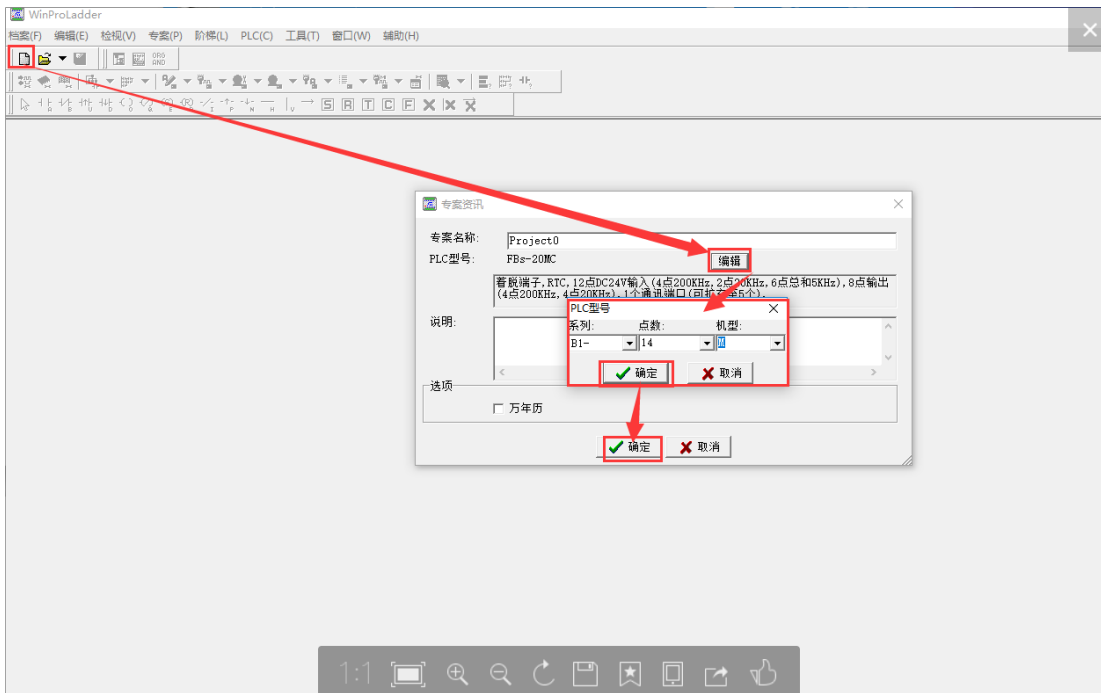 WinProLadder
档案(F) 编辑(E) 检视(V) 专案(P) 阶梯(L) PLC(C) 工具(T) 窗口(W) 辅助(H)
ORG
AND
S R T C F
专案资讯
专案名称: Project0
PLC型号: FBs-20MC 编辑
着脱端子,RTC,12点DC24V输入(4点200KHz,2点20KHz,6点总和5KHz),8点输出
(4点200KHz,4点20KHz),1个通讯端口(可扩充至5个).
PLC型号
系列: 点数: 机型:
B1- 14 M
确定 取消
说明:
选项
万年历
确定 取消
1:1